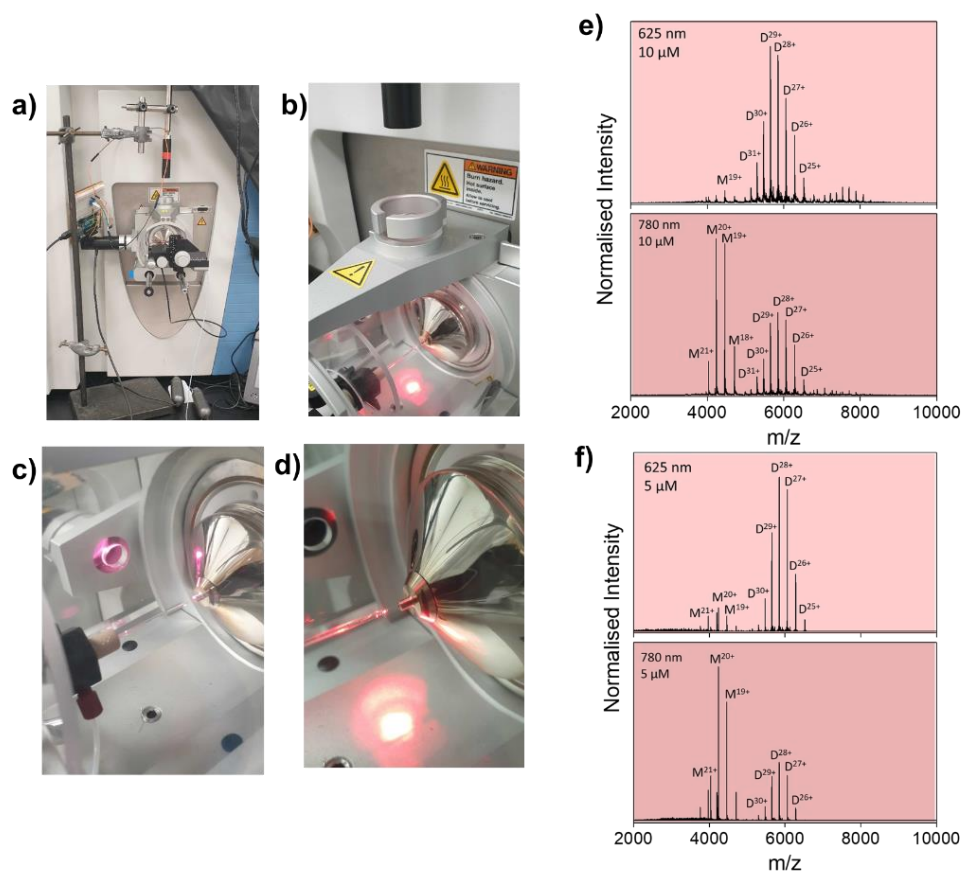 a)
b)
WARNING
Burn hazard.
Hot surface
inside.
c)
d)
e)
625 nm
10 µM
D²⁹⁺
D²⁸⁺
D²⁷⁺
D³⁰⁺
D²⁶⁺
D³¹⁺
D²⁵⁺
M¹⁹⁺
780 nm
10 µM
M²⁰⁺
M¹⁹⁺
D²⁸⁺
D²⁷⁺
D²⁹⁺
M¹⁸⁺
D²⁶⁺
M²¹⁺
D³⁰⁺
D³¹⁺
D²⁵⁺
Normalised Intensity
2000 4000 6000 8000 10000
m/z
f)
625 nm
5 µM
D²⁸⁺
D²⁷⁺
D²⁹⁺
D²⁶⁺
M²⁰⁺
D³⁰⁺
M²¹⁺
M¹⁹⁺
D²⁵⁺
780 nm
5 µM
M²⁰⁺
M¹⁹⁺
D²⁸⁺
M²¹⁺
D²⁹⁺
D²⁷⁺
D³⁰⁺
D²⁶⁺
Normalised Intensity
2000 4000 6000 8000 10000
m/z